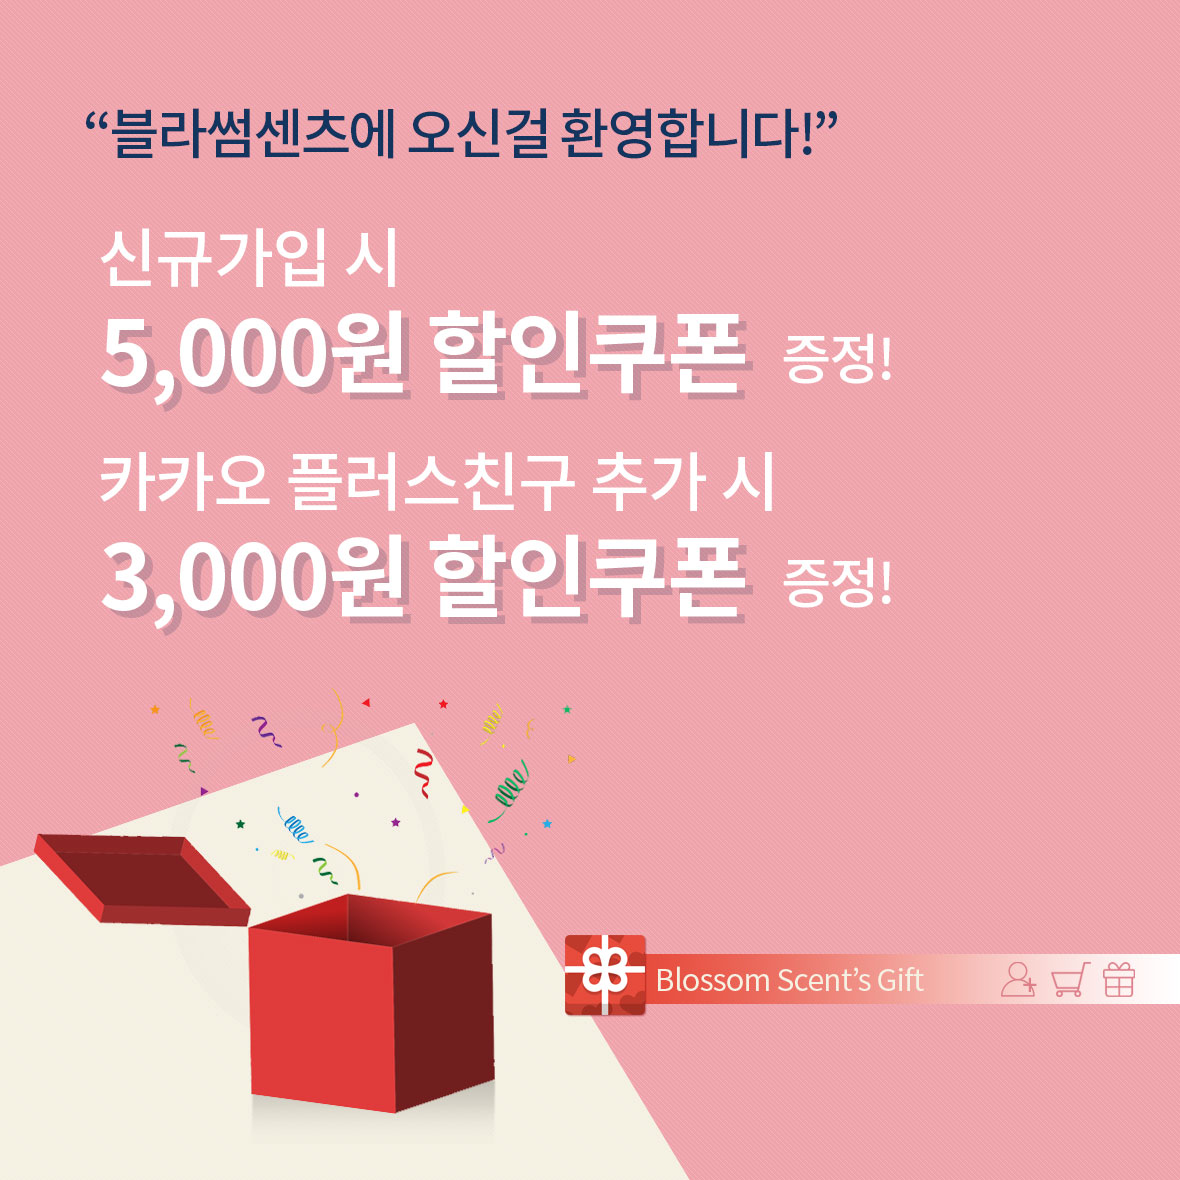 “블라썸센츠에 오신걸 환영합니다!”
신규가입 시
5,000원 할인쿠폰 증정!
카카오 플러스친구 추가 시
3,000원 할인쿠폰 증정!
Blossom Scent’s Gift